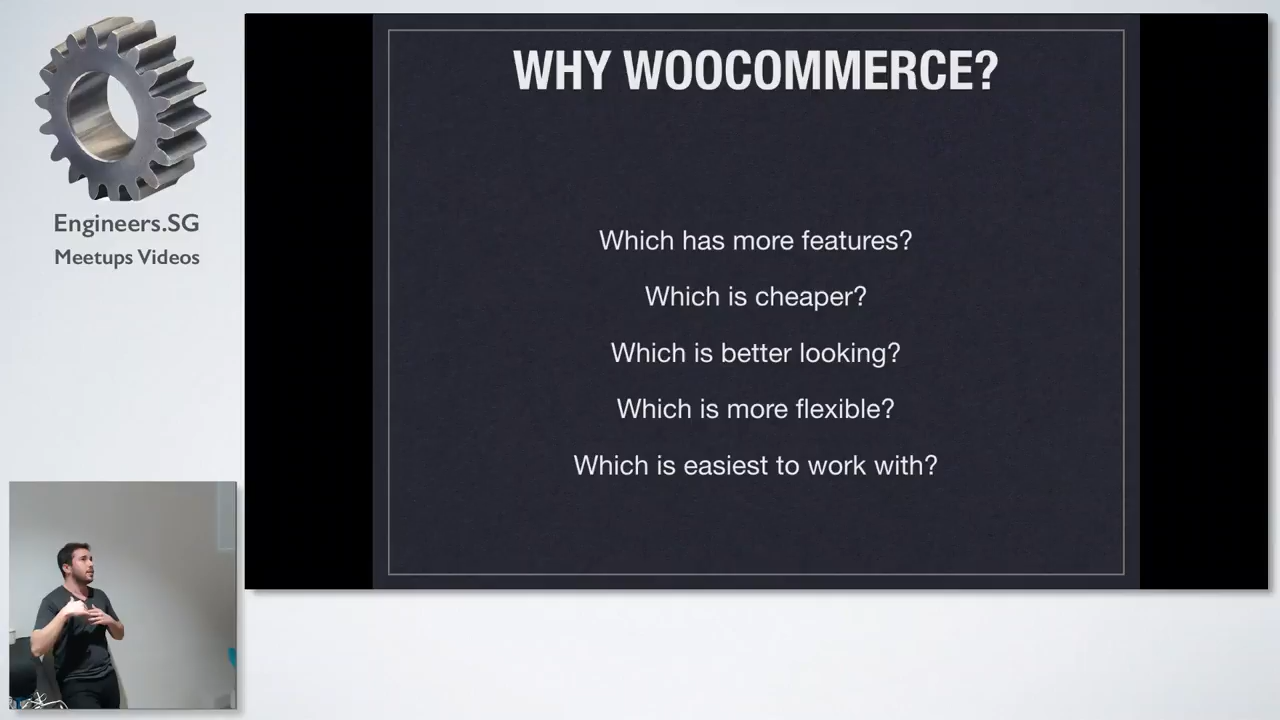 Engineers.SG
Meetups Videos
WHY WOOCOMMERCE?
Which has more features?
Which is cheaper?
Which is better looking?
Which is more flexible?
Which is easiest to work with?